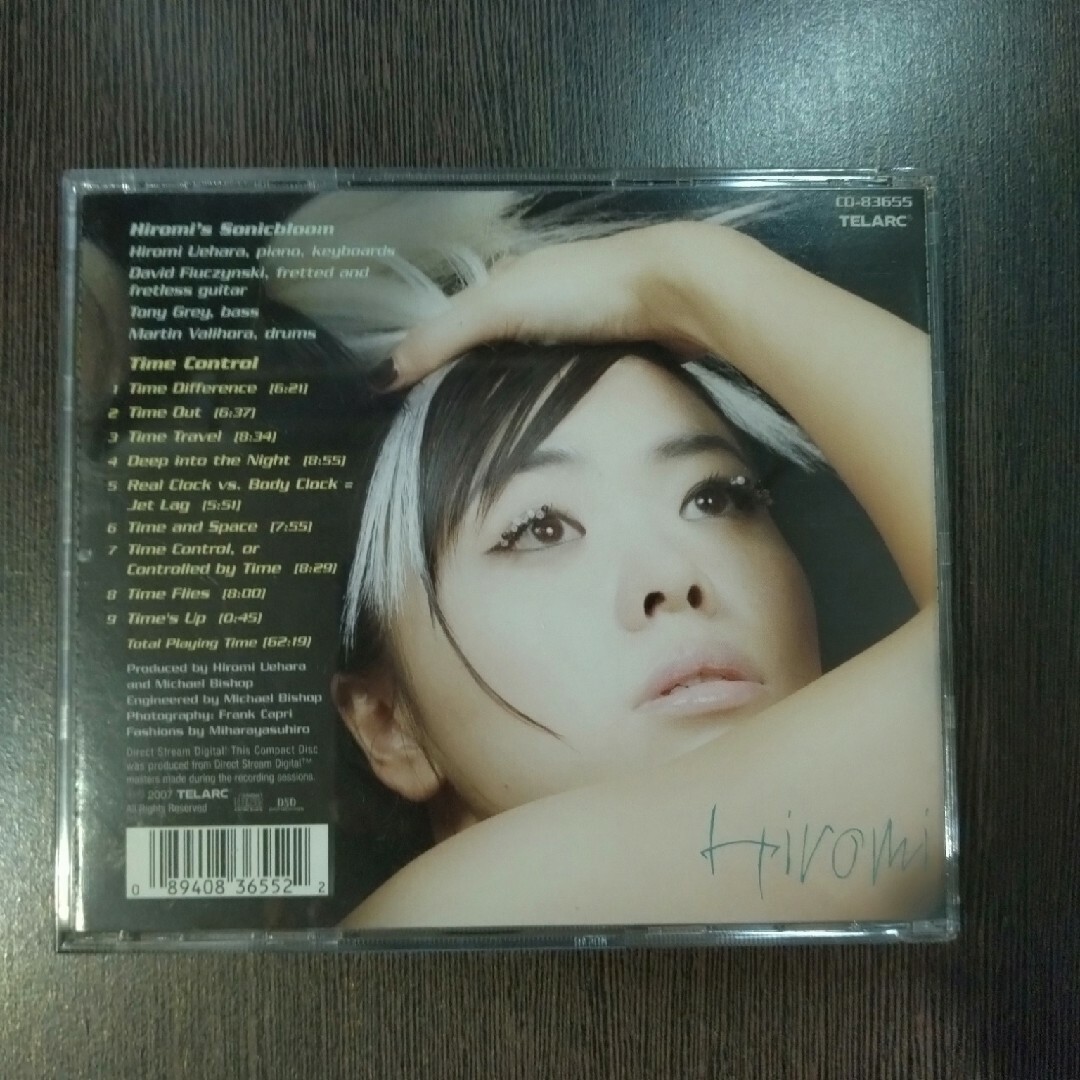 CD-83655
TELARC®
Hiromi's Sonicbloom
Hiromi Uehara, piano, keyboards
David Fiuczynski, fretted and
fretless guitar
Tony Grey, bass
Martin Valihora, drums
Time Control
1 Time Difference (6:21)
2 Time Out (6:37)
3 Time Travel (8:34)
4 Deep into the Night (8:55)
5 Real Clock vs. Body Clock =
Jet Lag (5:51)
6 Time and Space (7:55)
7 Time Control, or
Controlled by Time (8:29)
8 Time Flies (8:00)
9 Time's Up (0:45)
Total Playing Time (62:19)
Produced by Hiromi Uehara
and Michael Bishop
Engineered by Michael Bishop
Photography: Frank Capri
Fashions by Miharayasuhiro
Direct Stream Digital® This Compact Disc
was produced from Direct Stream Digital™
masters made during the recording sessions.
2007 TELARC
All Rights Reserved
DSD
0 89408 36552 2
Hiromi